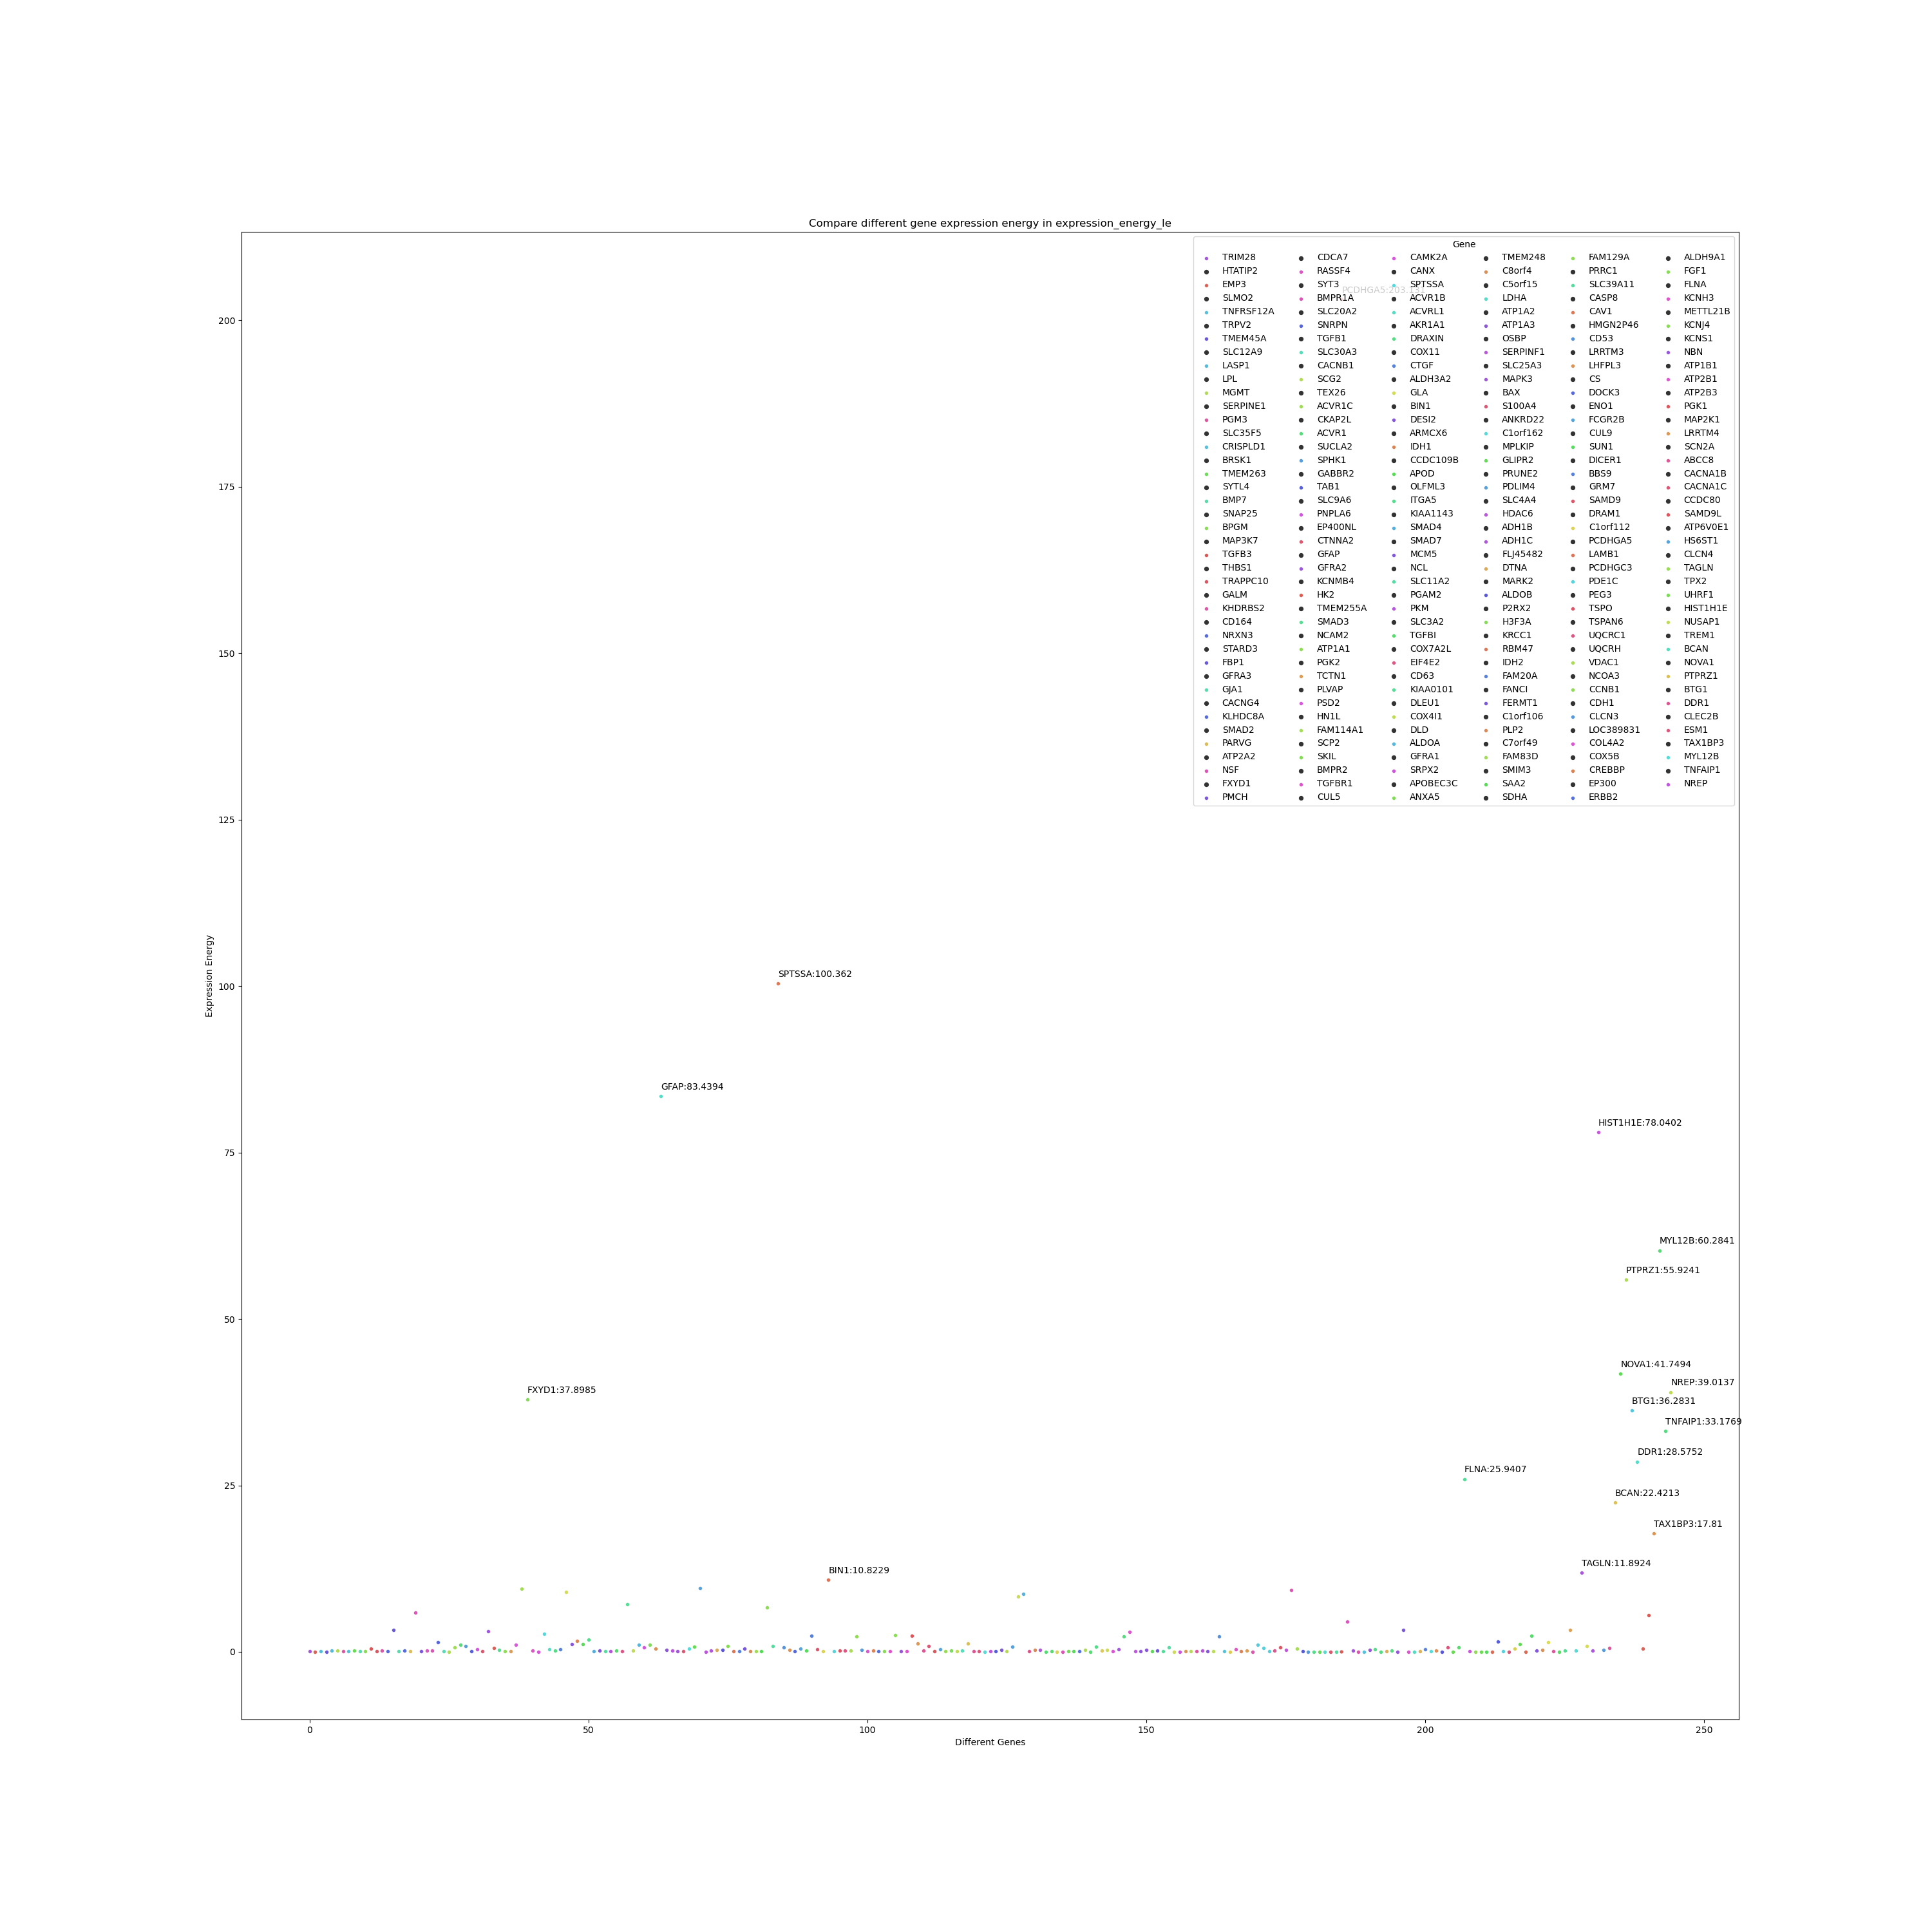 Compare different gene expression energy in expression_energy_le
Gene
TRIM28 CDCA7 CAMK2A TMEM248 FAM129A ALDH9A1
HTATIP2 RASSF4 CANX C8orf4 PRRC1 FGF1
EMP3 SYT3 SPTSSA C5orf15 SLC39A11 FLNA
PCDHGA5:203.131
SLMO2 BMPR1A ACVR1B LDHA CASP8 KCNH3
TNFRSF12A SLC20A2 ACVRL1 ATP1A2 CAV1 METTL21B
TRPV2 SNRPN AKR1A1 ATP1A3 HMGN2P46 KCNJ4
TMEM45A TGFB1 DRAXIN OSBP CD53 KCNS1
SLC12A9 SLC30A3 COX11 SERPINF1 LRRTM3 NBN
LASP1 CACNB1 CTGF SLC25A3 LHFPL3 ATP1B1
LPL SCG2 ALDH3A2 MAPK3 CS ATP2B1
MGMT TEX26 GLA BAX DOCK3 ATP2B3
SERPINE1 ACVR1C BIN1 S100A4 ENO1 PGK1
PGM3 CKAP2L DESI2 ANKRD22 FCGR2B MAP2K1
SLC35F5 ACVR1 ARMCX6 C1orf162 CUL9 LRRTM4
CRISPLD1 SUCLA2 IDH1 MPLKIP SUN1 SCN2A
BRSK1 SPHK1 CCDC109B GLIPR2 DICER1 ABCC8
TMEM263 GABBR2 APOD PRUNE2 BBS9 CACNA1B
SYTL4 TAB1 OLFML3 PDLIM4 GRM7 CACNA1C
BMP7 SLC9A6 ITGA5 SLC4A4 SAMD9 CCDC80
SNAP25 PNPLA6 KIAA1143 HDAC6 DRAM1 SAMD9L
BPGM EP400NL SMAD4 ADH1B C1orf112 ATP6V0E1
MAP3K7 CTNNA2 SMAD7 ADH1C PCDHGA5 HS6ST1
TGFB3 GFAP MCM5 FLJ45482 LAMB1 CLCN4
THBS1 GFRA2 NCL DTNA PCDHGC3 TAGLN
TRAPPC10 KCNMB4 SLC11A2 MARK2 PDE1C TPX2
GALM HK2 PGAM2 ALDOB PEG3 UHRF1
KHDRBS2 TMEM255A PKM P2RX2 TSPO HIST1H1E
CD164 SMAD3 SLC3A2 H3F3A TSPAN6 NUSAP1
NRXN3 NCAM2 TGFBI KRCC1 UQCRC1 TREM1
STARD3 ATP1A1 COX7A2L RBM47 UQCRH BCAN
FBP1 PGK2 EIF4E2 IDH2 VDAC1 NOVA1
GFRA3 TCTN1 CD63 FAM20A NCOA3 PTPRZ1
GJA1 PLVAP KIAA0101 FANCI CCNB1 BTG1
CACNG4 PSD2 DLEU1 FERMT1 CDH1 DDR1
KLHDC8A HN1L COX4I1 C1orf106 CLCN3 CLEC2B
SMAD2 FAM114A1 DLD PLP2 LOC389831 ESM1
PARVG SCP2 ALDOA C7orf49 COL4A2 TAX1BP3
ATP2A2 SKIL GFRA1 FAM83D COX5B MYL12B
NSF BMPR2 SRPX2 SMIM3 CREBBP TNFAIP1
FXYD1 TGFBR1 APOBEC3C SAA2 EP300 NREP
PMCH CUL5 ANXA5 SDHA ERBB2
200
175
150
125
100
75
50
25
0
Expression Energy
SPTSSA:100.362
GFAP:83.4394
HIST1H1E:78.0402
MYL12B:60.2841
PTPRZ1:55.9241
NOVA1:41.7494
NREP:39.0137
FXYD1:37.8985
BTG1:36.2831
TNFAIP1:33.1769
DDR1:28.5752
FLNA:25.9407
BCAN:22.4213
TAX1BP3:17.81
TAGLN:11.8924
BIN1:10.8229
0 50 100 150 200 250
Different Genes